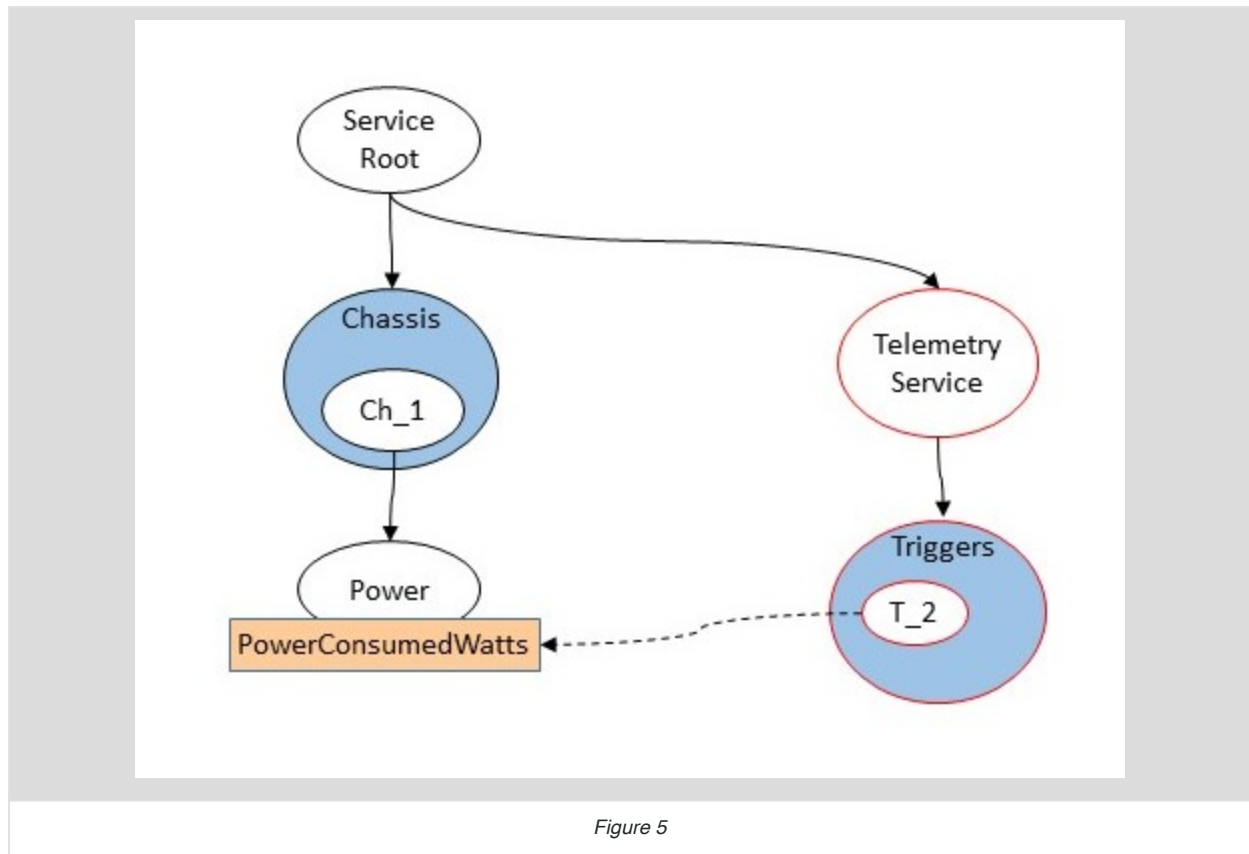 Service
Root
Chassis
Ch_1
Telemetry
Service
Power
PowerConsumedWatts
Triggers
T_2
Figure 5